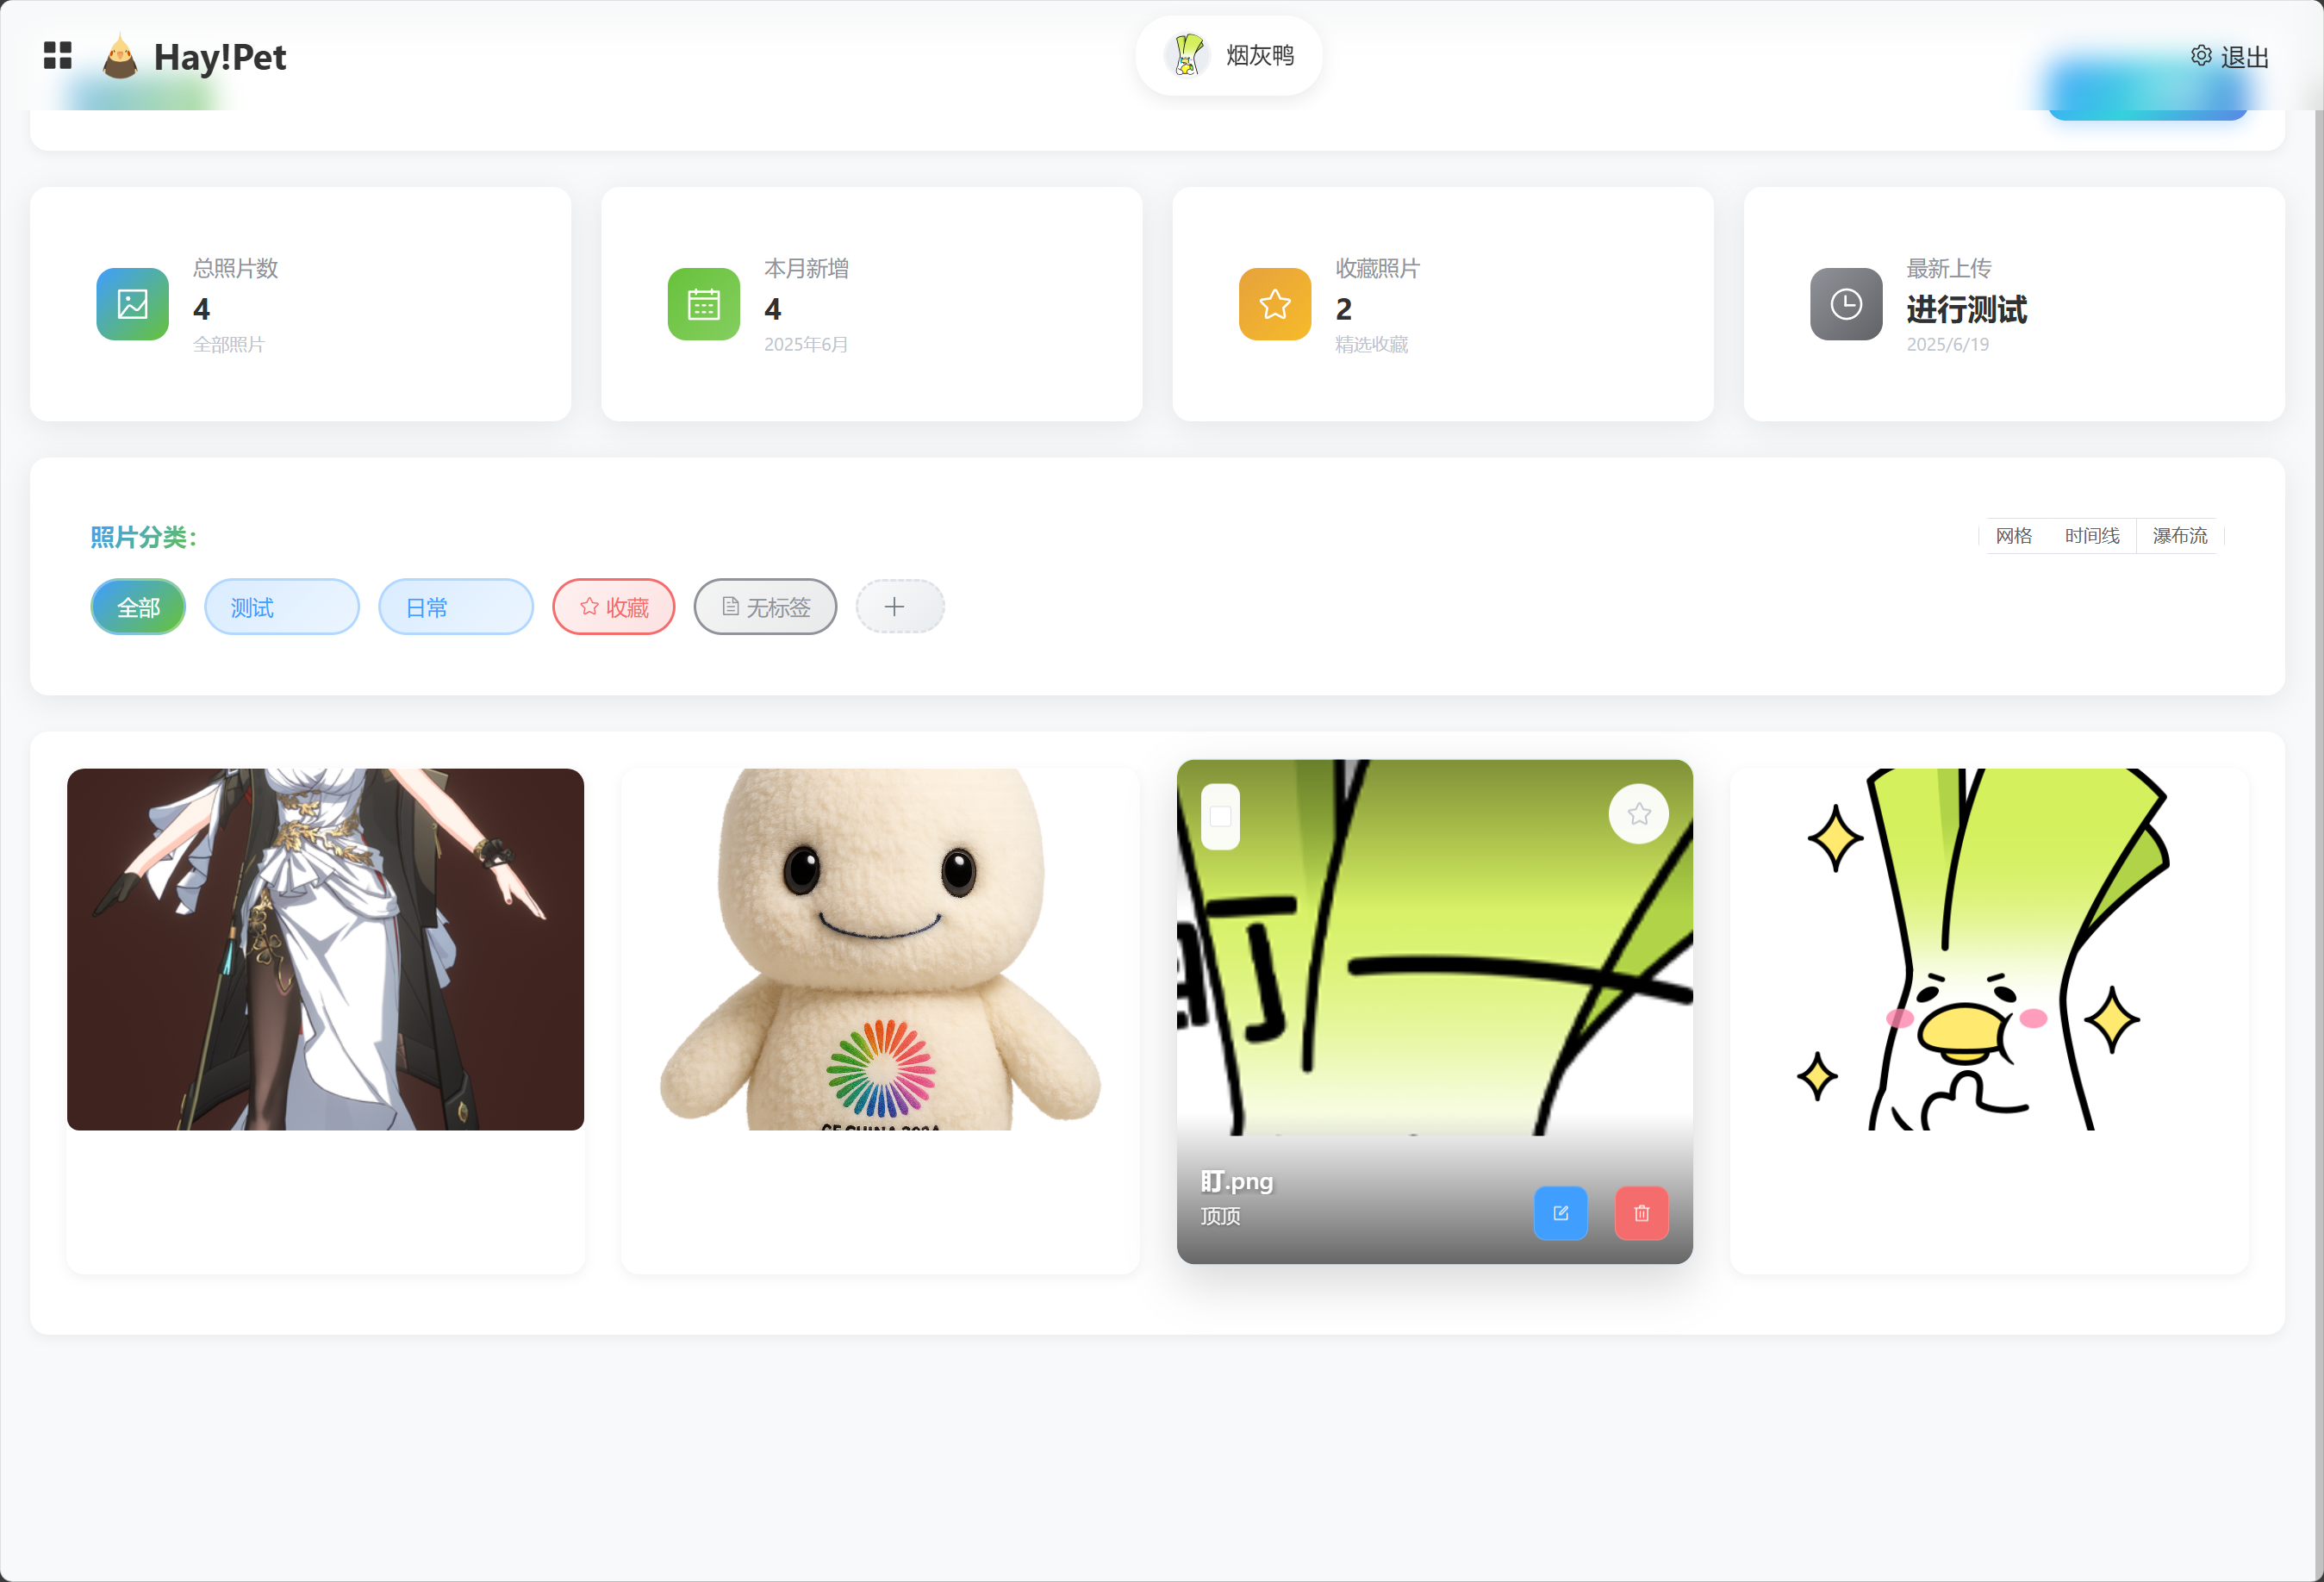 Hay!Pet
烟灰鸭
退出
总照片数
4
全部照片
本月新增
4
2025年6月
收藏照片
2
精选收藏
最新上传
进行测试
2025/6/19
照片分类：
网格 时间线 瀑布流
全部 测试 日常 收藏 无标签
盯
盯.png
顶顶